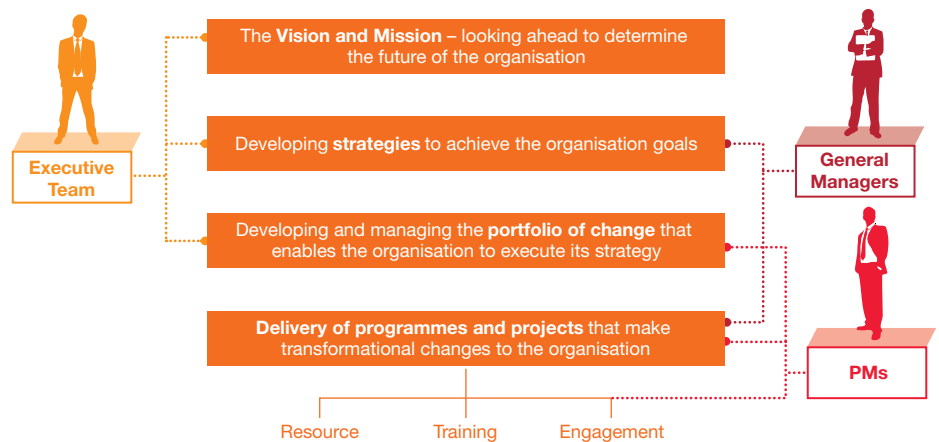 The Vision and Mission – looking ahead to determine
the future of the organisation
Executive
Team
Developing strategies to achieve the organisation goals
General
Managers
Developing and managing the portfolio of change that
enables the organisation to execute its strategy
Delivery of programmes and projects that make
transformational changes to the organisation
PMs
Resource
Training
Engagement